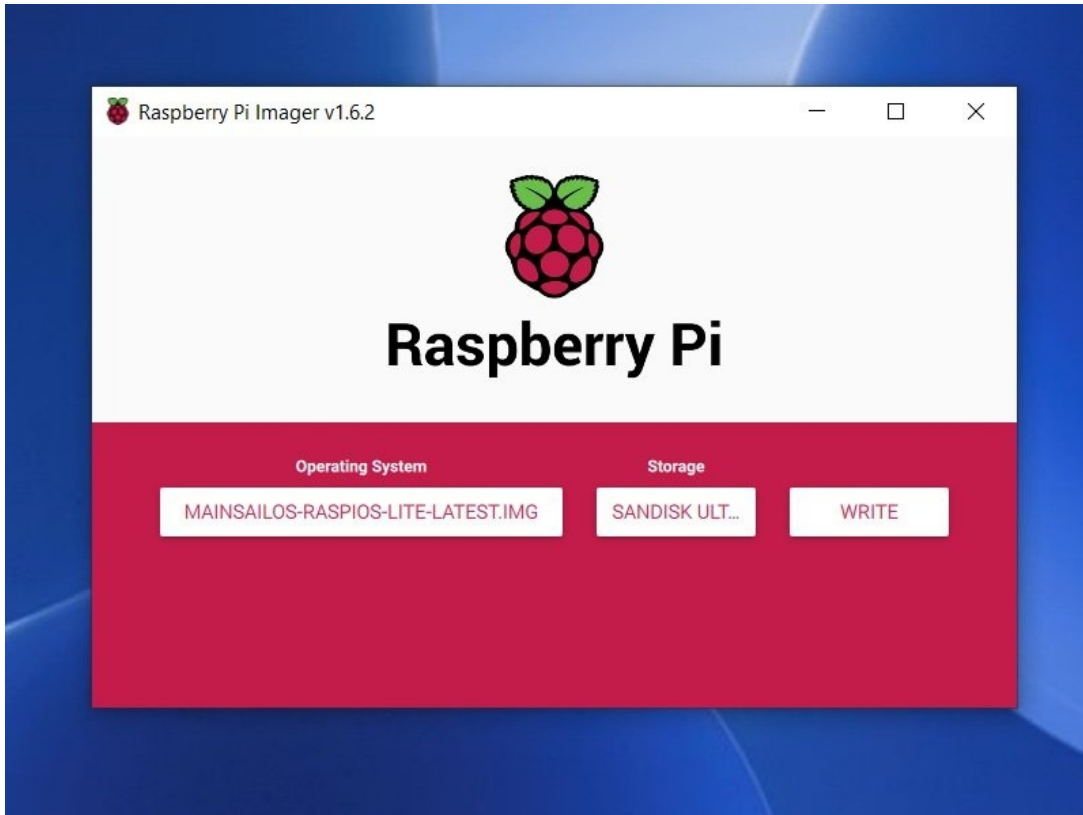 Raspberry Pi Imager v1.6.2
Raspberry Pi
Operating System
Storage
MAINSAILOS-RASPIOS-LITE-LATEST.IMG
SANDISK ULT...
WRITE